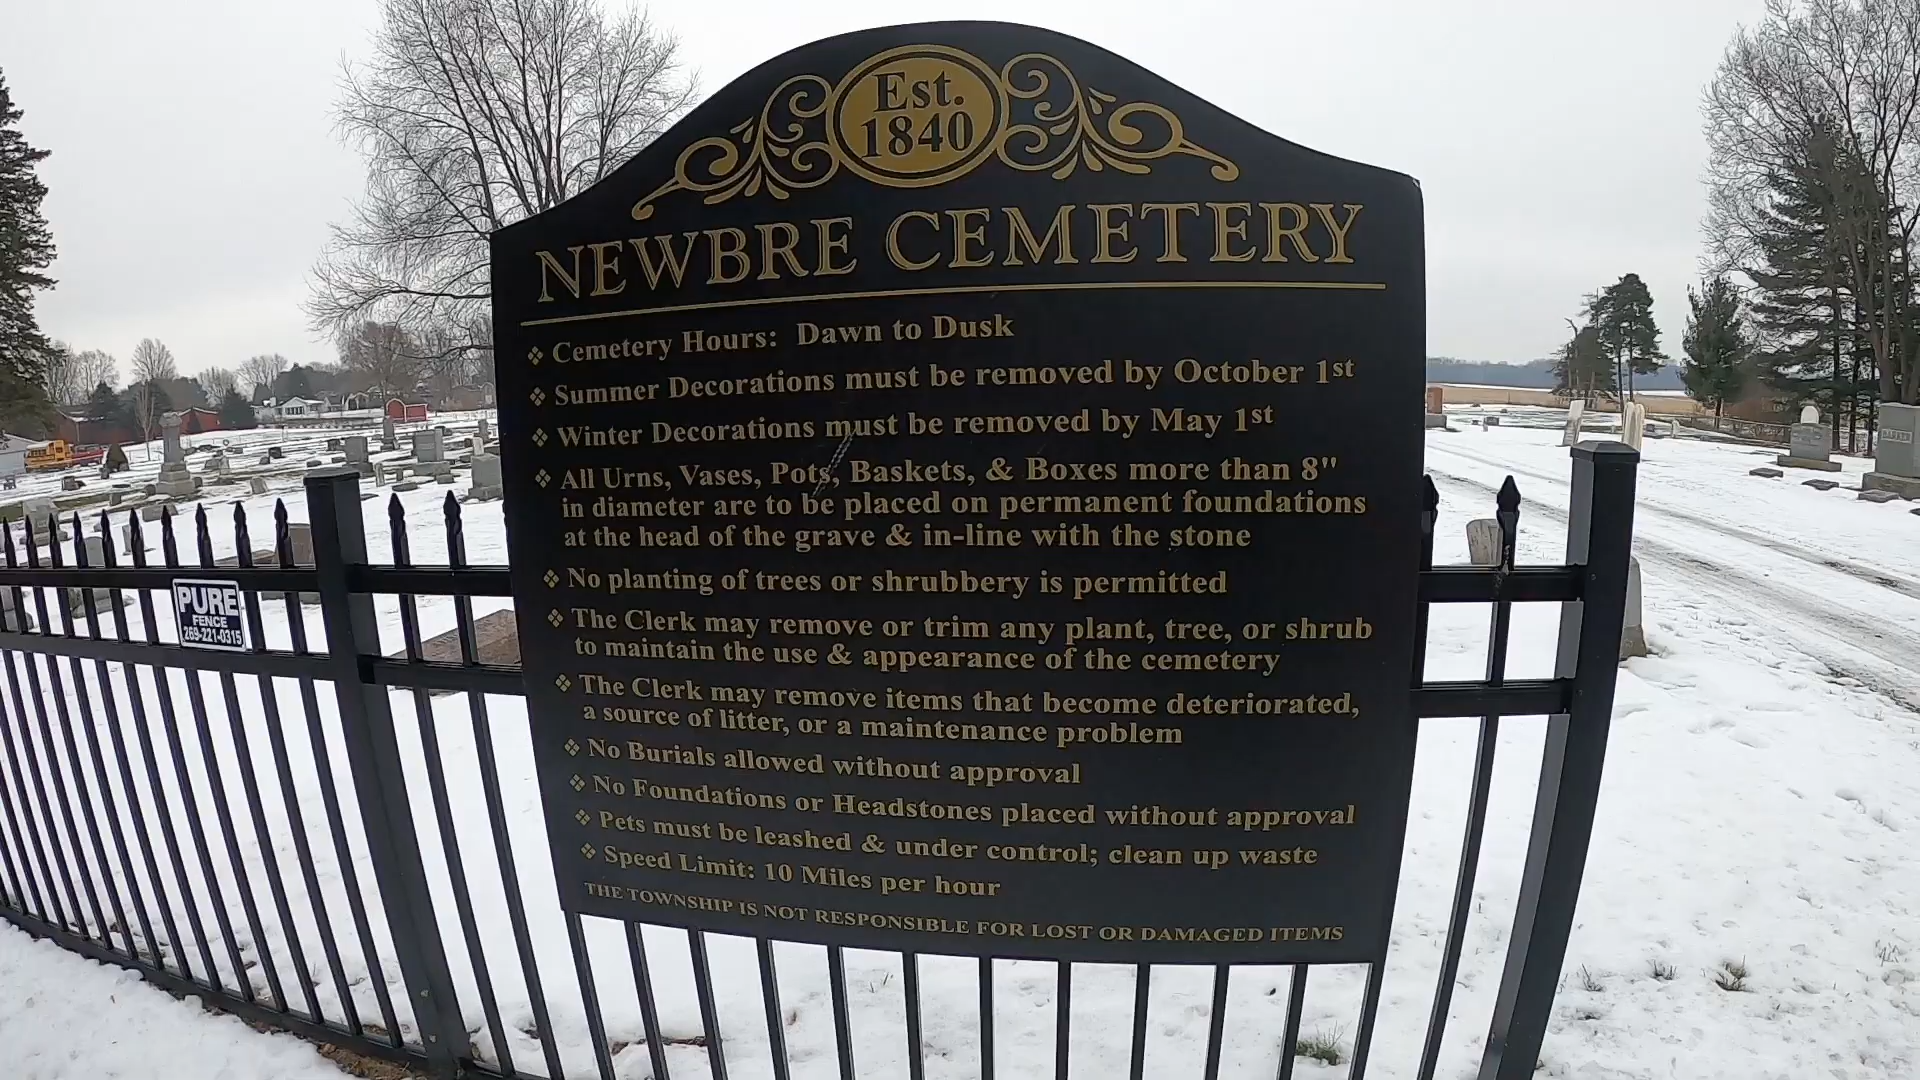 Est.
1840
NEWBRE CEMETERY
❖ Cemetery Hours: Dawn to Dusk
❖ Summer Decorations must be removed by October 1st
❖ Winter Decorations must be removed by May 1st
❖ All Urns, Vases, Pots, Baskets, & Boxes more than 8"
in diameter are to be placed on permanent foundations
at the head of the grave & in-line with the stone
❖ No planting of trees or shrubbery is permitted
❖ The Clerk may remove or trim any plant, tree, or shrub
to maintain the use & appearance of the cemetery
❖ The Clerk may remove items that become deteriorated,
a source of litter, or a maintenance problem
❖ No Burials allowed without approval
❖ No Foundations or Headstones placed without approval
❖ Pets must be leashed & under control; clean up waste
❖ Speed Limit: 10 Miles per hour
THE TOWNSHIP IS NOT RESPONSIBLE FOR LOST OR DAMAGED ITEMS
PURE
FENCE
269-221-0315